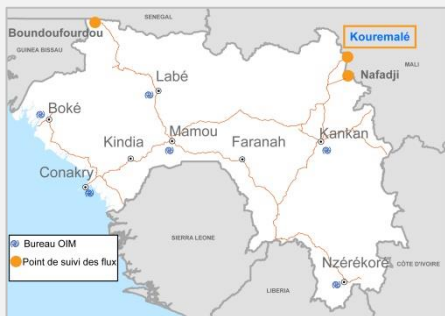 SENEGAL
Boundoufourdou
GUINEA BISSAU
Kouremalé
MALI
Nafadji
Labé
Boké
Kindia
Mamou
Faranah
Kankan
Conakry
Bureau OIM
Point de suivi des flux
SIERRA LEONE
Nzérékoré
CÔTE D'IVOIRE
LIBERIA